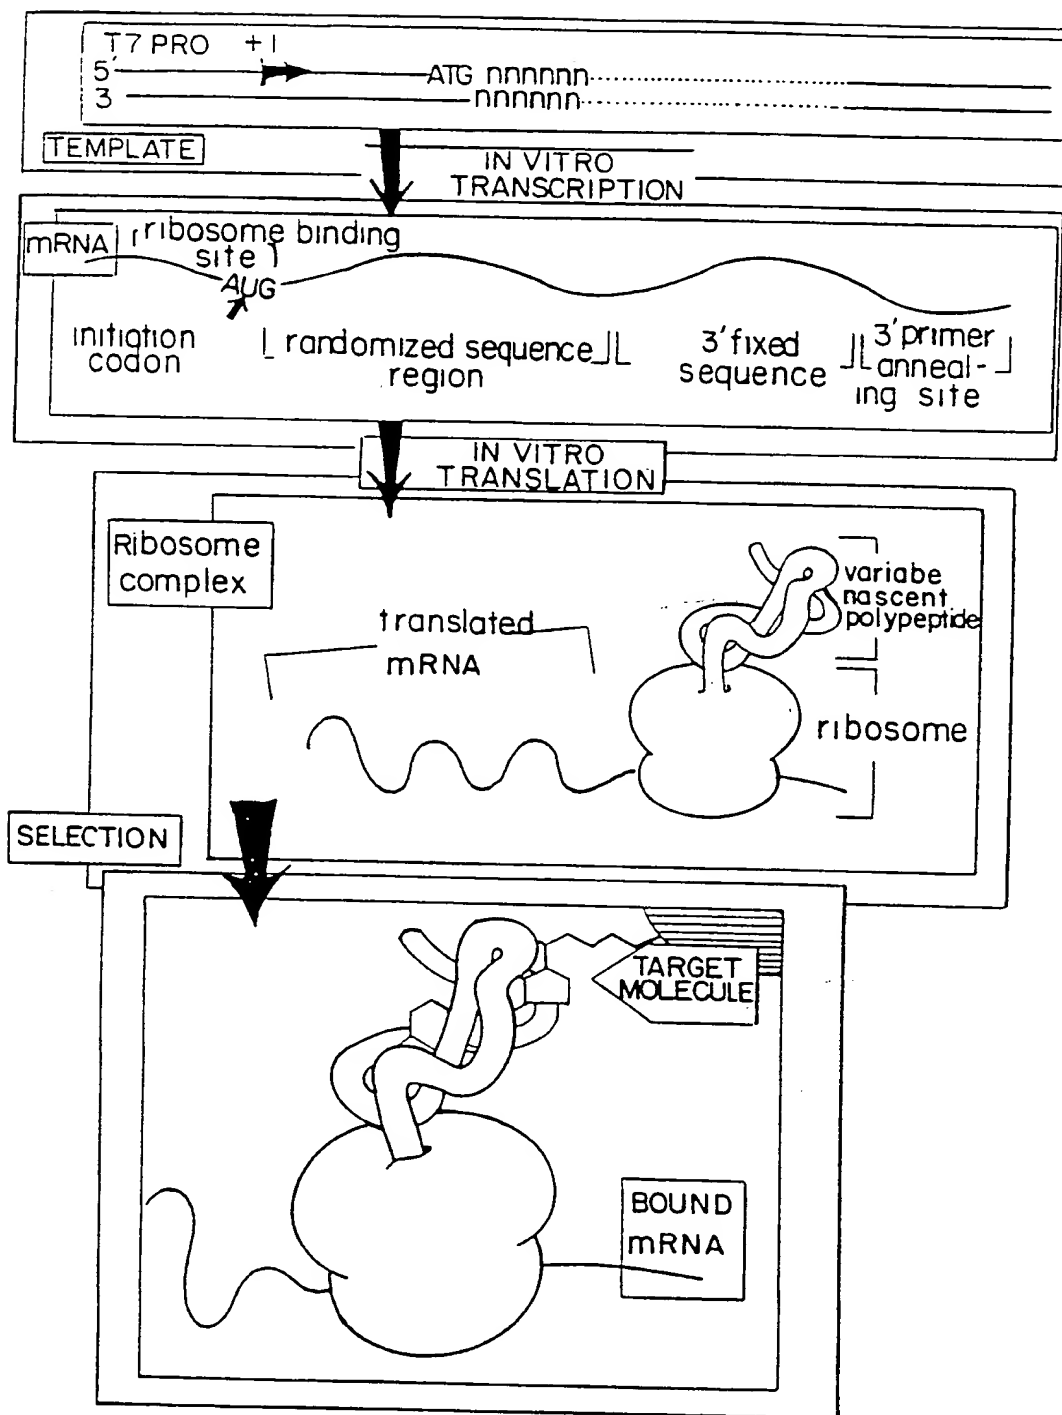 T7 PRO +1
5' ATG nnnnnn
3 nnnnnn
TEMPLATE
IN VITRO
TRANSCRIPTION
mRNA
ribosome binding
site
AUG
initiation
codon
randomized sequence
region
3' fixed
sequence
3' primer
anneal-
ing site
IN VITRO
TRANSLATION
Ribosome
complex
translated
mRNA
variabe
nascent
polypeptide
ribosome
SELECTION
TARGET
MOLECULE
BOUND
mRNA